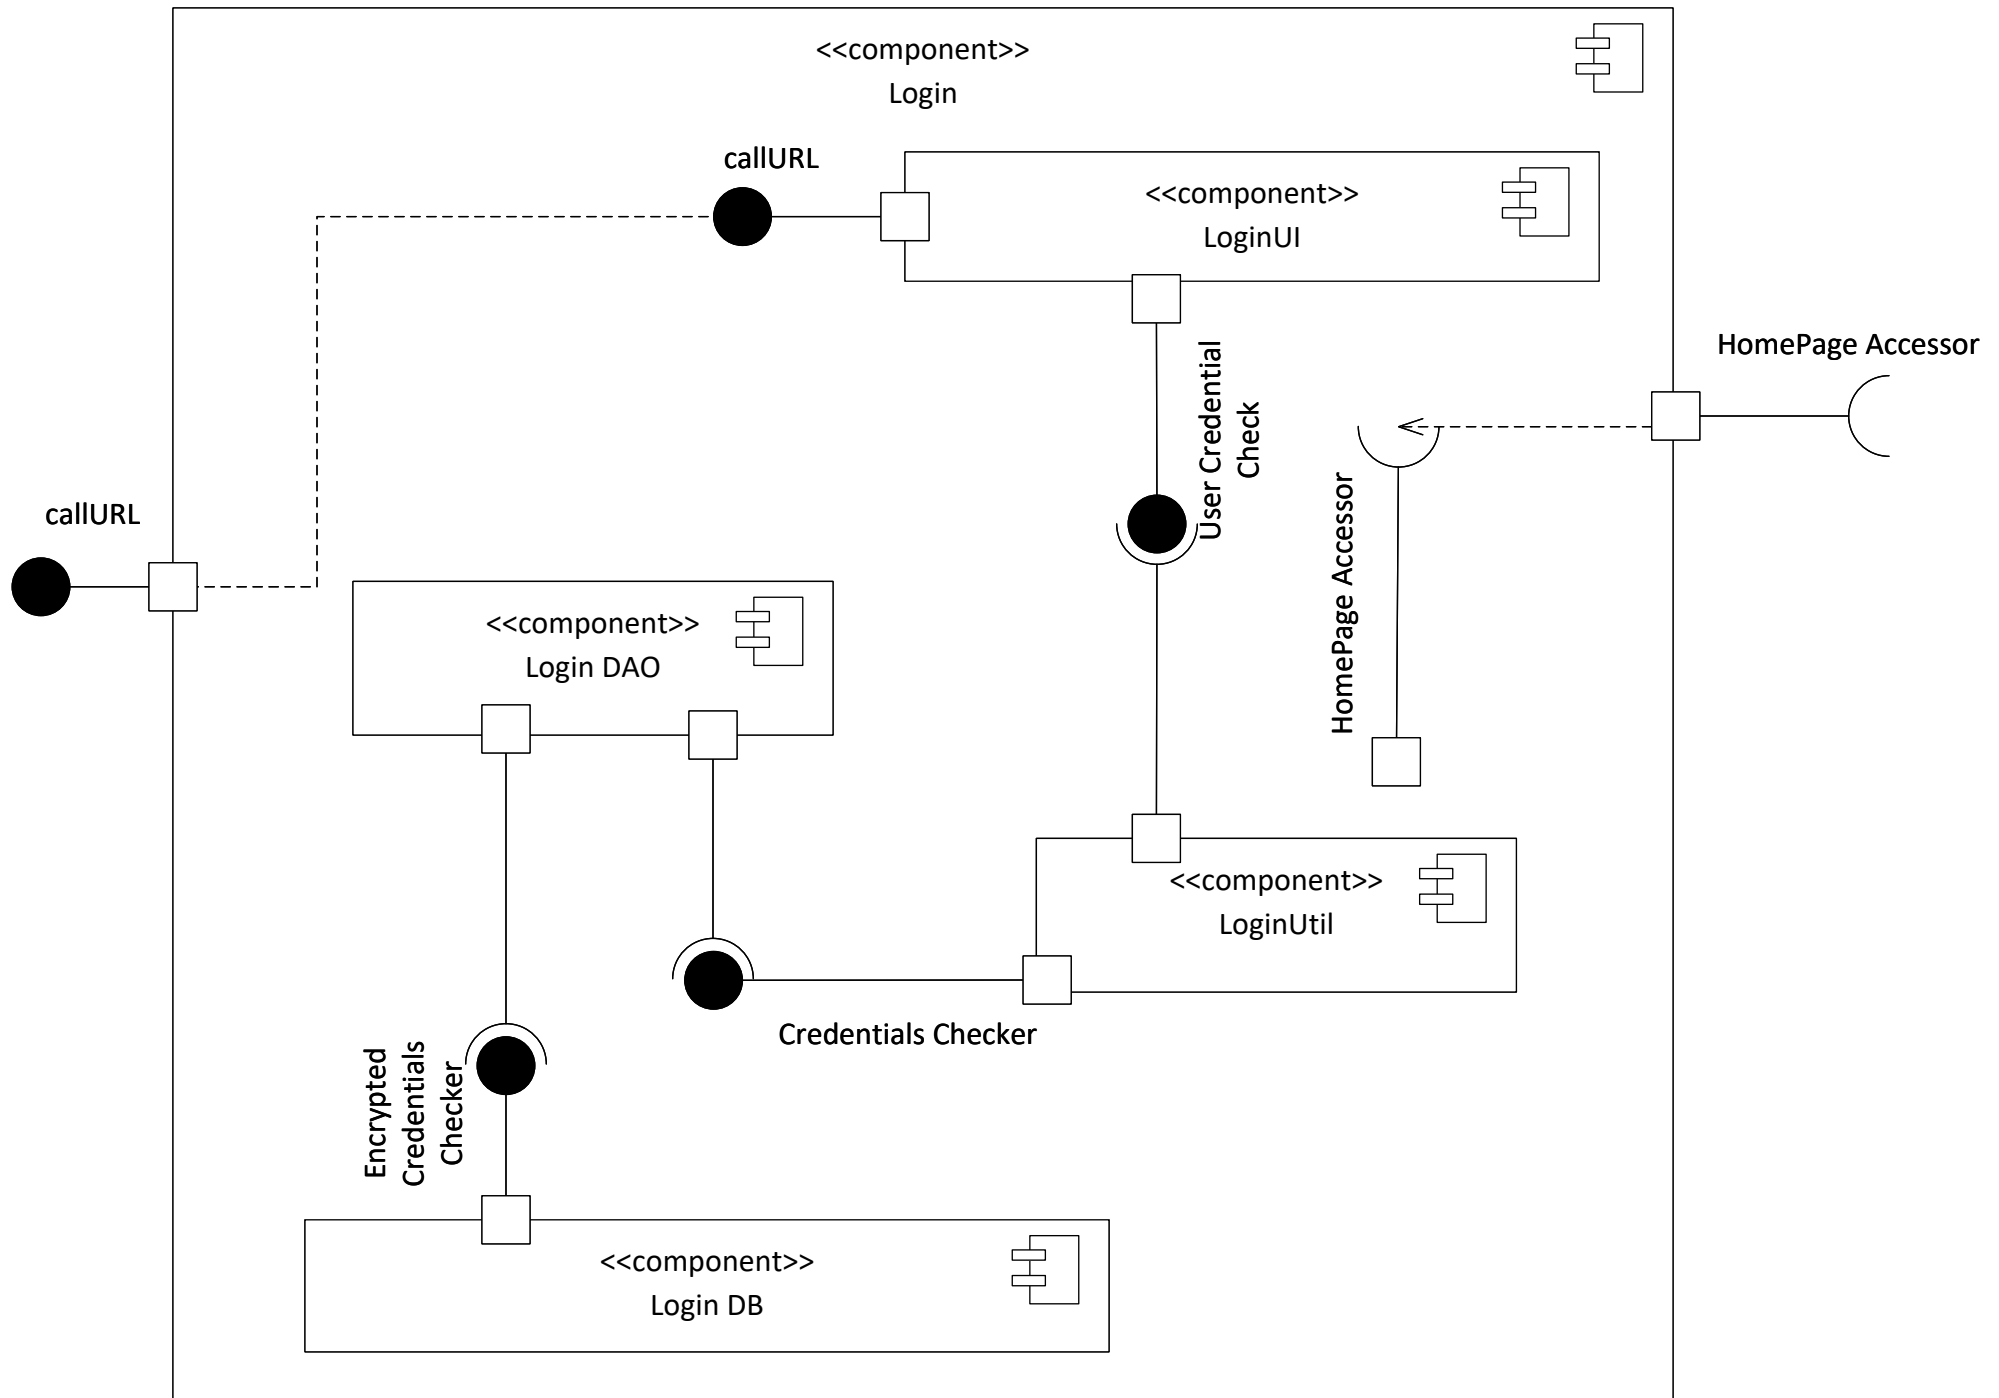 <<component>>
Login
callURL
<<component>>
LoginUI
User Credential
Check
HomePage Accessor
HomePage Accessor
callURL
<<component>>
Login DAO
<<component>>
LoginUtil
Credentials Checker
Encrypted
Credentials
Checker
<<component>>
Login DB